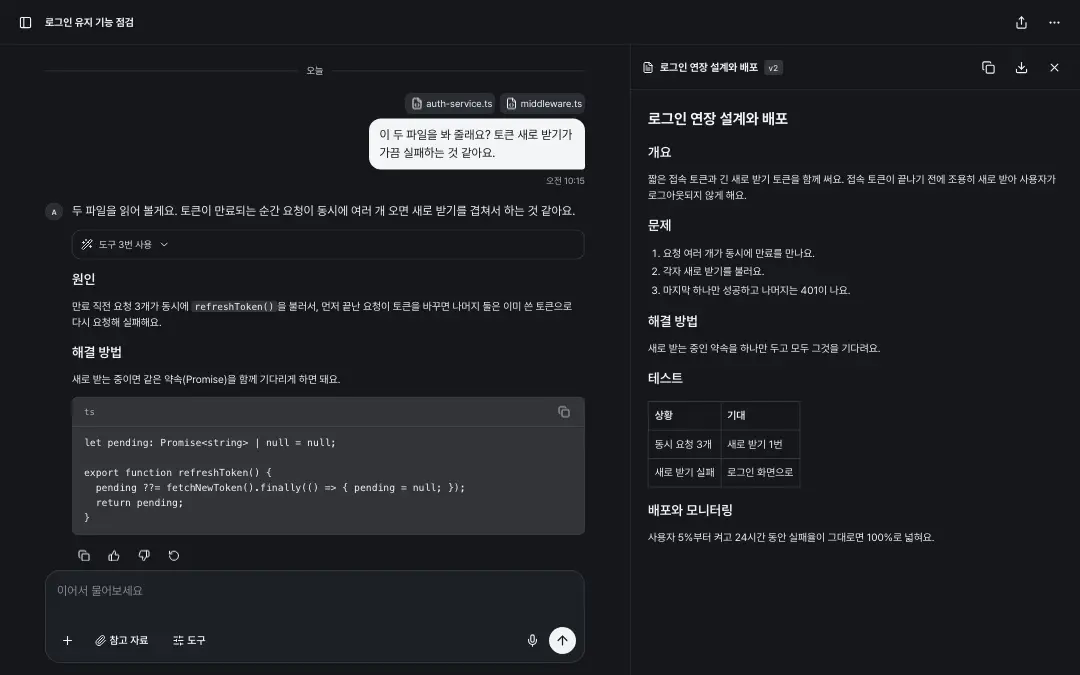 로그인 유지 기능 점검
오늘
auth-service.ts
middleware.ts
이 두 파일을 봐 줄래요? 토큰 새로 받기가
가끔 실패하는 것 같아요.
오전 10:15
A
두 파일을 읽어 볼게요. 토큰이 만료되는 순간 요청이 동시에 여러 개 오면 새로 받기를 겹쳐서 하는 것 같아요.
도구 3번 사용
원인
만료 직전 요청 3개가 동시에 refreshToken()을 불러서, 먼저 끝난 요청이 토큰을 바꾸면 나머지 둘은 이미 쓴 토큰으로
다시 요청해 실패해요.
해결 방법
새로 받는 중이면 같은 약속(Promise)을 함께 기다리게 하면 돼요.
ts
let pending: Promise<string> | null = null;
export function refreshToken() {
pending ??= fetchNewToken().finally(() => { pending = null; });
return pending;
}
이어서 물어보세요
참고 자료
도구
로그인 연장 설계와 배포 v2
로그인 연장 설계와 배포
개요
짧은 접속 토큰과 긴 새로 받기 토큰을 함께 써요. 접속 토큰이 끝나기 전에 조용히 새로 받아 사용자가
로그아웃되지 않게 해요.
문제
1. 요청 여러 개가 동시에 만료를 만나요.
2. 각자 새로 받기를 불러요.
3. 마지막 하나만 성공하고 나머지는 401이 나요.
해결 방법
새로 받는 중인 약속을 하나만 두고 모두 그것을 기다려요.
테스트
상황 기대
동시 요청 3개 새로 받기 1번
새로 받기 실패 로그인 화면으로
배포와 모니터링
사용자 5%부터 켜고 24시간 동안 실패율이 그대로면 100%로 넓혀요.